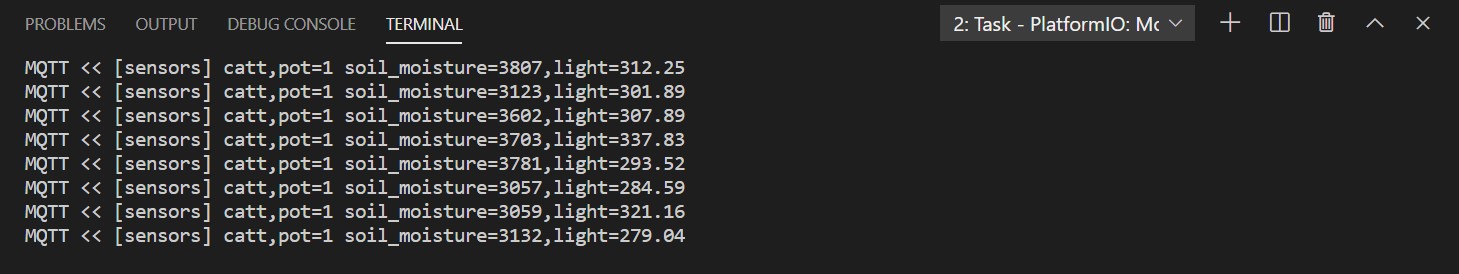 PROBLEMS OUTPUT DEBUG CONSOLE TERMINAL 2: Task - PlatformIO: Mc
MQTT << [sensors] catt,pot=1 soil_moisture=3807,light=312.25
MQTT << [sensors] catt,pot=1 soil_moisture=3123,light=301.89
MQTT << [sensors] catt,pot=1 soil_moisture=3602,light=307.89
MQTT << [sensors] catt,pot=1 soil_moisture=3703,light=337.83
MQTT << [sensors] catt,pot=1 soil_moisture=3781,light=293.52
MQTT << [sensors] catt,pot=1 soil_moisture=3057,light=284.59
MQTT << [sensors] catt,pot=1 soil_moisture=3059,light=321.16
MQTT << [sensors] catt,pot=1 soil_moisture=3132,light=279.04